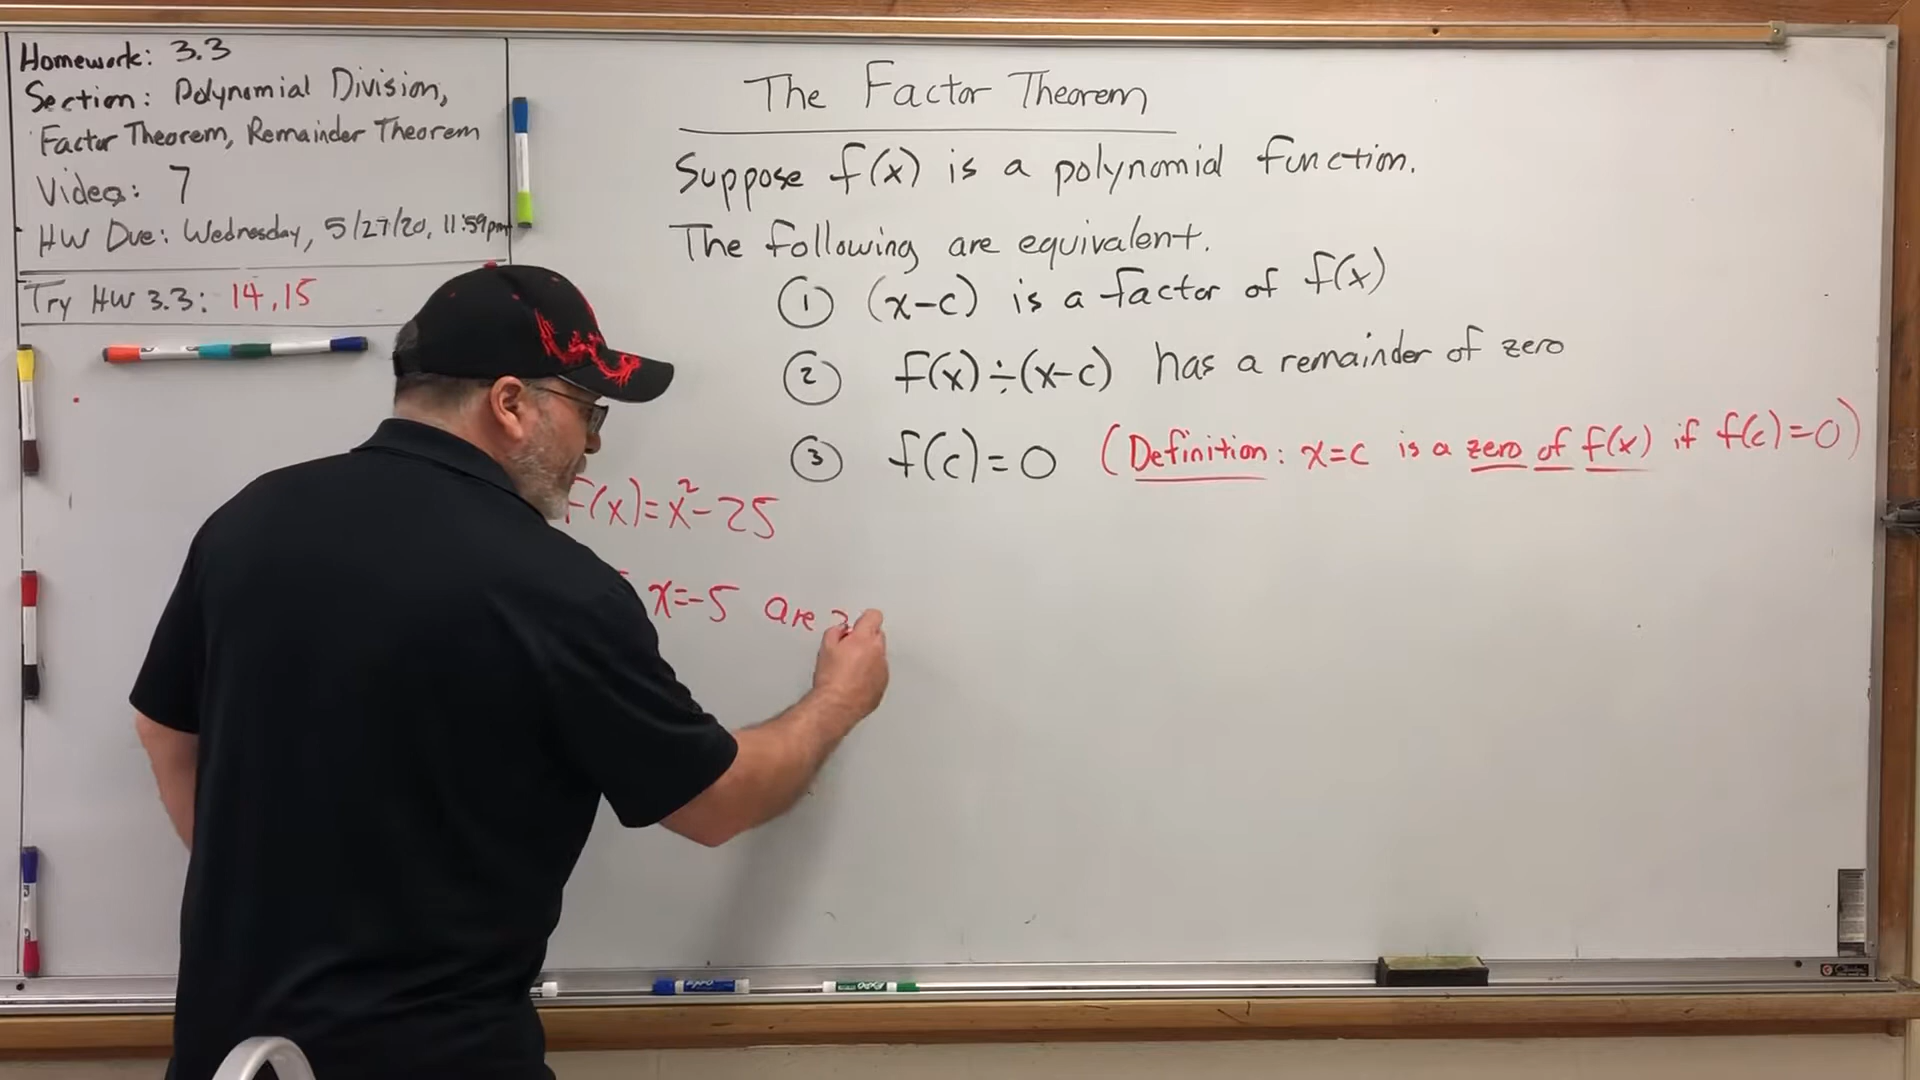 Homework: 3.3
Section: Polynomial Division,
Factor Theorem, Remainder Theorem
Video: 7
HW Due: Wednesday, 5/27/20, 11:59pm
Try HW 3.3: 14,15
The Factor Theorem
Suppose f(x) is a polynomial function.
The following are equivalent.
① (x-c) is a factor of f(x)
② f(x)÷(x-c) has a remainder of zero
③ f(c)=0 (Definition: x=c is a zero of f(x) if f(c)=0)
f(x)=x²-25
x=-5 are